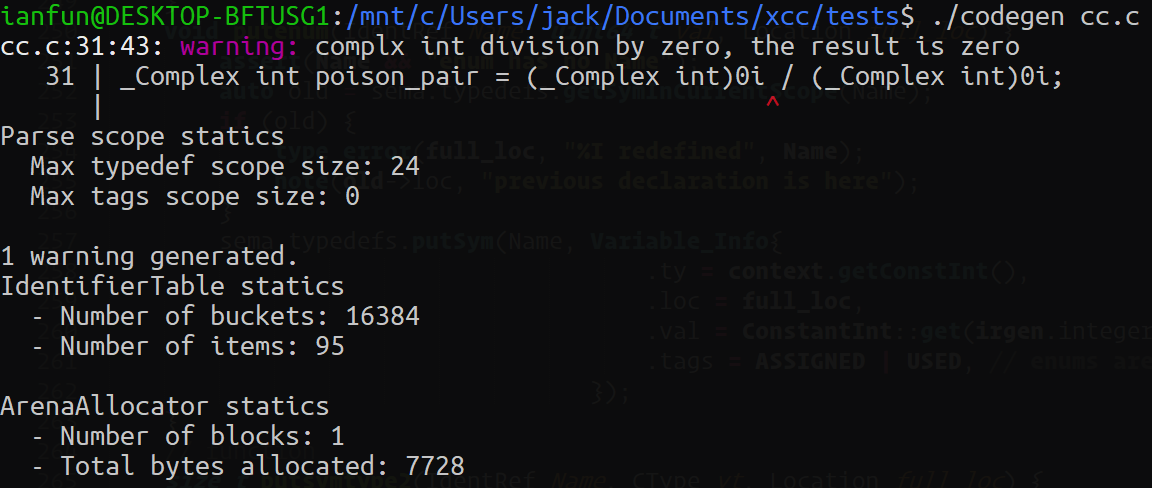 ianfun@DESKTOP-BFTUSG1:/mnt/c/Users/jack/Documents/xcc/tests$ ./codegen cc.c
cc.c:31:43: warning: complx int division by zero, the result is zero
   31 | _Complex int poison_pair = (_Complex int)0i / (_Complex int)0i;
      |                                             ^
Parse scope statics
  Max typedef scope size: 24
  Max tags scope size: 0

1 warning generated.
IdentifierTable statics
  - Number of buckets: 16384
  - Number of items: 95

ArenaAllocator statics
  - Number of blocks: 1
  - Total bytes allocated: 7728